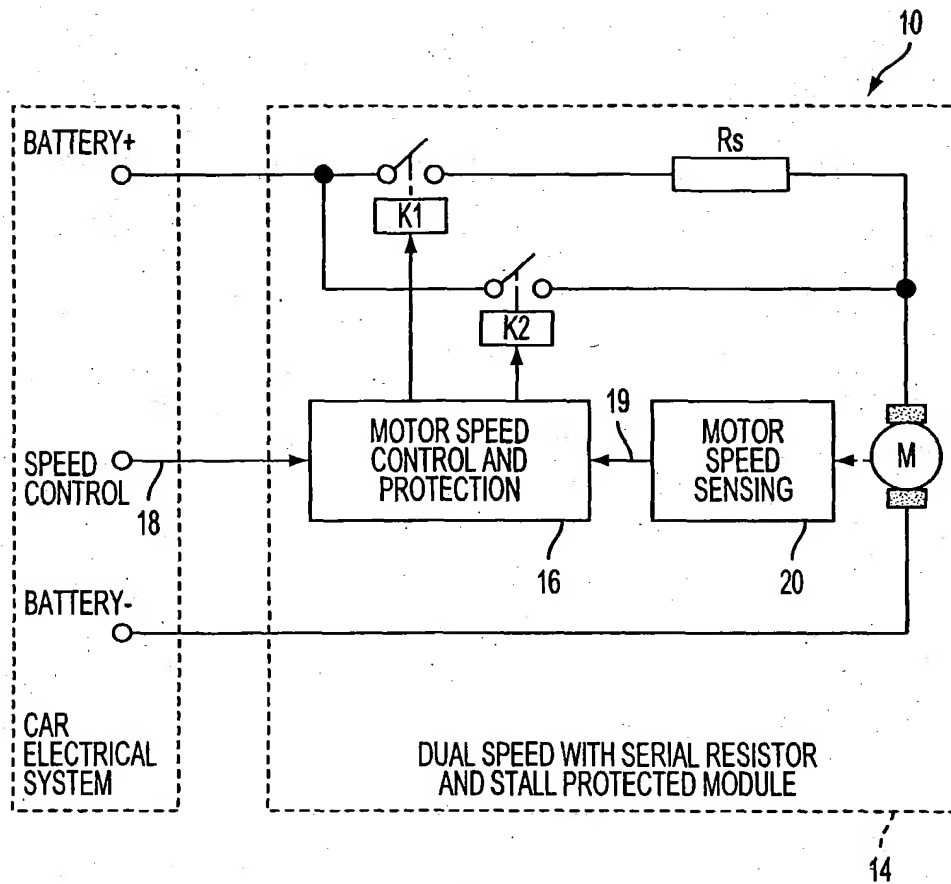 10
BATTERY+
Rs
K1
K2
SPEED
CONTROL
18
MOTOR SPEED
CONTROL AND
PROTECTION
16
19
MOTOR
SPEED
SENSING
20
M
BATTERY-
CAR
ELECTRICAL
SYSTEM
DUAL SPEED WITH SERIAL RESISTOR
AND STALL PROTECTED MODULE
14